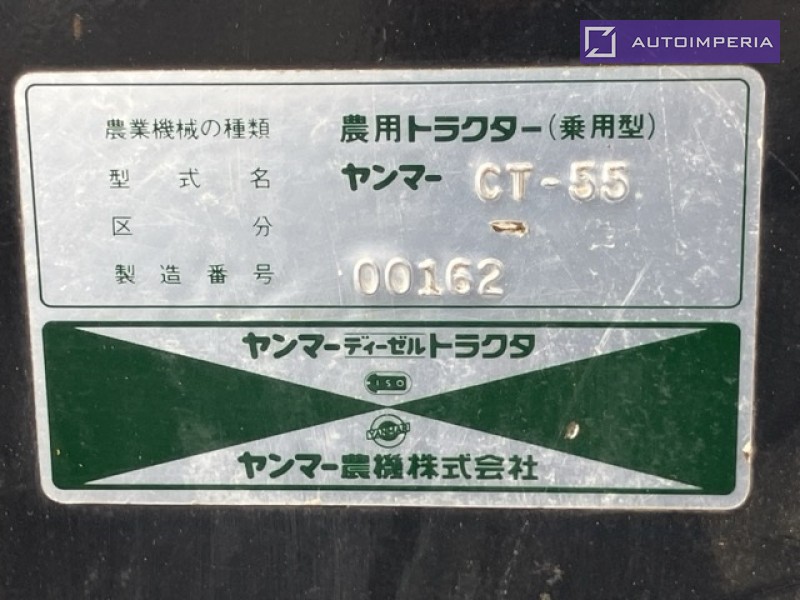 AUTOIMPERIA
農業機械の種類 農用トラクター(乗用型)
型式名 ヤンマー CT-55
区分 -
製造番号 00162
ヤンマーディーゼルトラクタ
ISO
YANMAR
ヤンマー農機株式会社